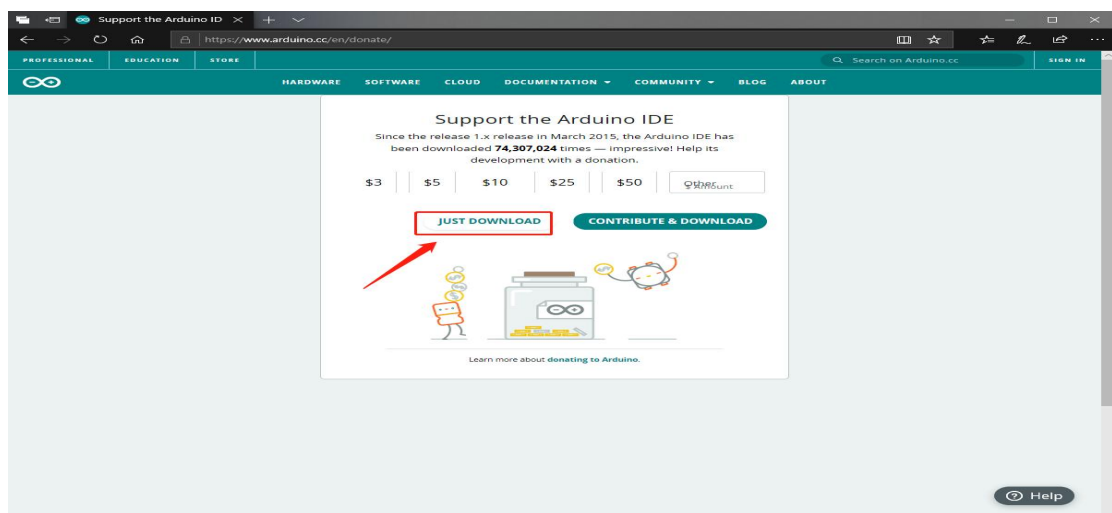 Support the Arduino ID
https://www.arduino.cc/en/donate/
PROFESSIONAL EDUCATION STORE Search on Arduino.cc SIGN IN
HARDWARE SOFTWARE CLOUD DOCUMENTATION COMMUNITY BLOG ABOUT
Support the Arduino IDE
Since the release 1.x release in March 2015, the Arduino IDE has
been downloaded 74,307,024 times — impressive! Help its
development with a donation.
$3 $5 $10 $25 $50 Other
Amount
JUST DOWNLOAD CONTRIBUTE & DOWNLOAD
Learn more about donating to Arduino.
Help